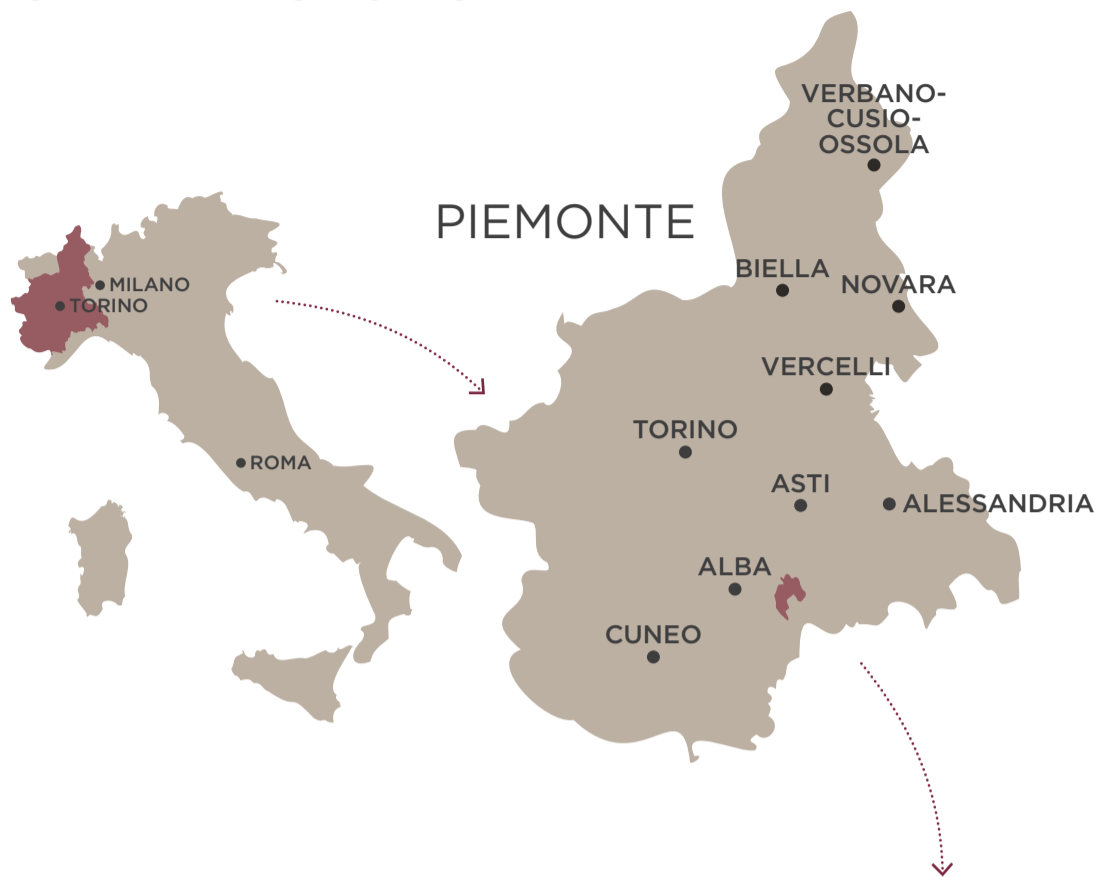 VERBANO-
CUSIO-
OSSOLA
PIEMONTE
BIELLA
NOVARA
MILANO
TORINO
VERCELLI
TORINO
ROMA
ASTI
ALESSANDRIA
ALBA
CUNEO